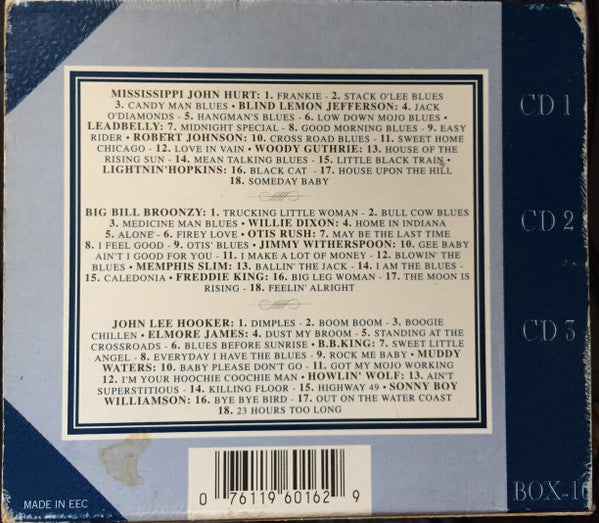 MISSISSIPPI JOHN HURT: 1. FRANKIE - 2. STACK O'LEE BLUES
3. CANDY MAN BLUES • BLIND LEMON JEFFERSON: 4. JACK
O'DIAMONDS - 5. HANGMAN'S BLUES - 6. LOW DOWN MOJO BLUES •
LEADBELLY: 7. MIDNIGHT SPECIAL - 8. GOOD MORNING BLUES - 9. EASY
RIDER • ROBERT JOHNSON: 10. CROSS ROAD BLUES - 11. SWEET HOME
CHICAGO - 12. LOVE IN VAIN • WOODY GUTHRIE: 13. HOUSE OF THE
RISING SUN - 14. MEAN TALKING BLUES - 15. LITTLE BLACK TRAIN •
LIGHTNIN'HOPKINS: 16. BLACK CAT - 17. HOUSE UPON THE HILL
18. SOMEDAY BABY
CD 1
BIG BILL BROONZY: 1. TRUCKING LITTLE WOMAN - 2. BULL COW BLUES
3. MEDICINE MAN BLUES • WILLIE DIXON: 4. HOME IN INDIANA
5. ALONE - 6. FIREY LOVE • OTIS RUSH: 7. MAY BE THE LAST TIME
8. I FEEL GOOD - 9. OTIS' BLUES • JIMMY WITHERSPOON: 10. GEE BABY
AIN'T I GOOD FOR YOU - 11. I MAKE A LOT OF MONEY - 12. BLOWIN' THE
BLUES • MEMPHIS SLIM: 13. BALLIN' THE JACK - 14. I AM THE BLUES -
15. CALEDONIA • FREDDIE KING: 16. BIG LEG WOMAN - 17. THE MOON IS
RISING - 18. FEELIN' ALRIGHT
CD 2
JOHN LEE HOOKER: 1. DIMPLES - 2. BOOM BOOM - 3. BOOGIE
CHILLEN • ELMORE JAMES: 4. DUST MY BROOM - 5. STANDING AT THE
CROSSROADS - 6. BLUES BEFORE SUNRISE • B.B.KING: 7. SWEET LITTLE
ANGEL - 8. EVERYDAY I HAVE THE BLUES - 9. ROCK ME BABY • MUDDY
WATERS: 10. BABY PLEASE DON'T GO - 11. GOT MY MOJO WORKING
12. I'M YOUR HOOCHIE COOCHIE MAN • HOWLIN' WOLF: 13. AIN'T
SUPERSTITIOUS - 14. KILLING FLOOR - 15. HIGHWAY 49 • SONNY BOY
WILLIAMSON: 16. BYE BYE BIRD - 17. OUT ON THE WATER COAST
18. 23 HOURS TOO LONG
CD 3
MADE IN EEC
0 76119 60162 9